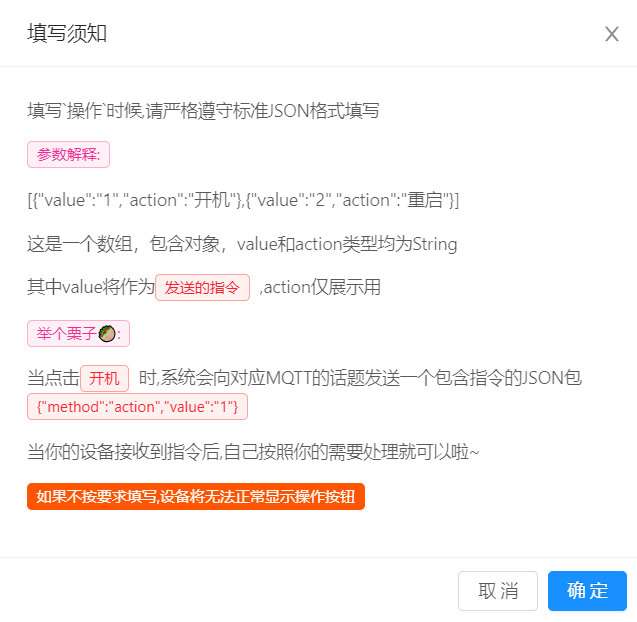 填写须知
填写`操作`时候,请严格遵守标准JSON格式填写
参数解释:
[{"value":"1","action":"开机"},{"value":"2","action":"重启"}]
这是一个数组，包含对象，value和action类型均为String
其中value将作为 发送的指令 ,action仅展示用
举个栗子🥙:
当点击 开机 时,系统会向对应MQTT的话题发送一个包含指令的JSON包
{"method":"action","value":"1"}
当你的设备接收到指令后,自己按照你的需要处理就可以啦~
如果不按要求填写,设备将无法正常显示操作按钮
取 消 确 定